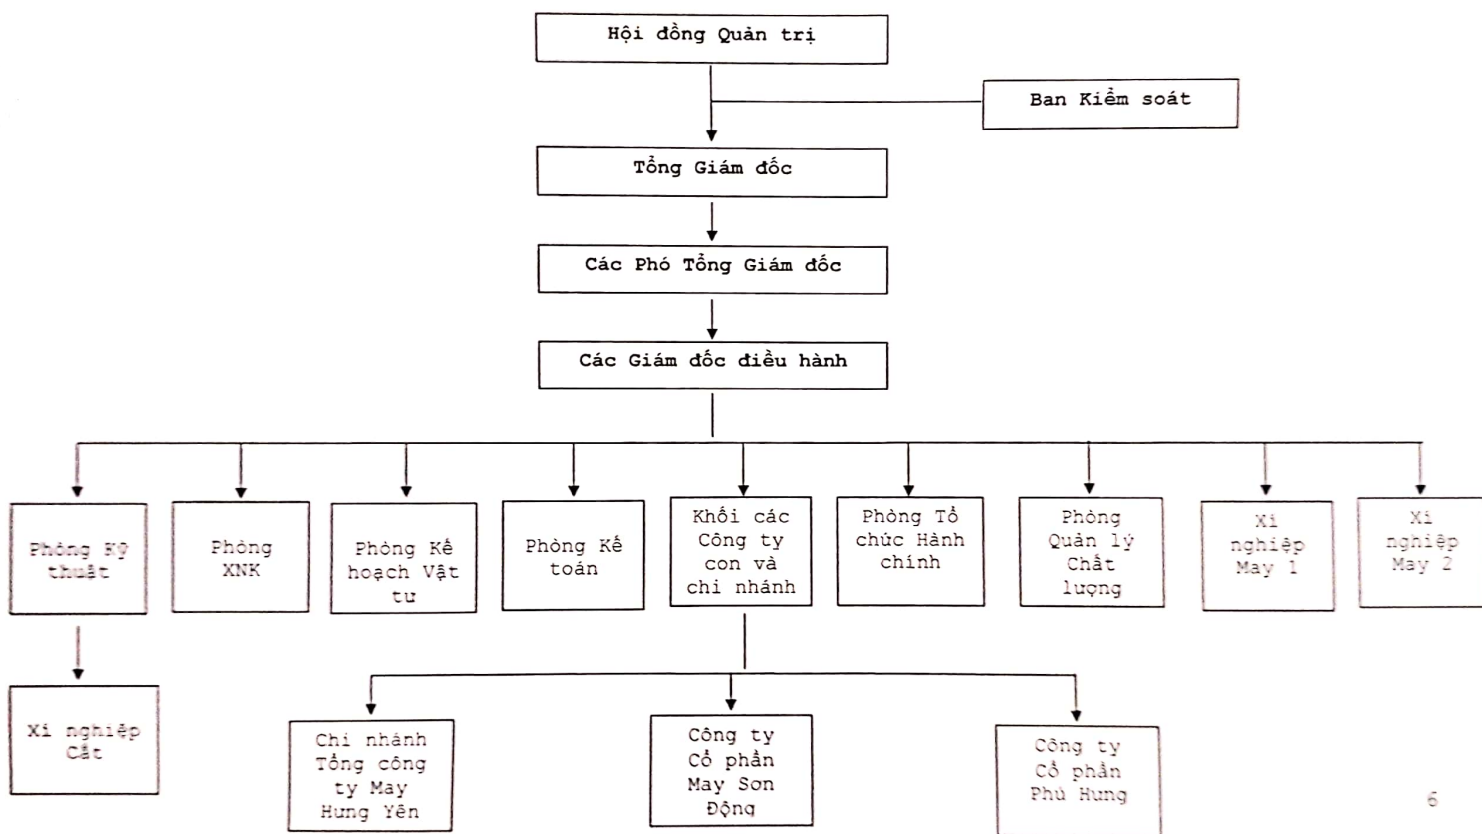 Hội đồng Quản trị
Ban Kiểm soát
Tổng Giám đốc
Các Phó Tổng Giám đốc
Các Giám đốc điều hành
Phòng Kỹ
thuật
Phòng
XNK
Phòng Kế
hoạch Vật
tư
Phòng Kế
toán
Khối các
Công ty
con và
chi nhánh
Phòng Tổ
chức Hành
chính
Phòng
Quản lý
Chất
lượng
Xí
nghiệp
May 1
Xí
nghiệp
May 2
Xí nghiệp
Cắt
Chi nhánh
Tổng công
ty May
Hưng Yên
Công ty
Cổ phần
May Sơn
Động
Công ty
Cổ phần
Phú Hưng
6